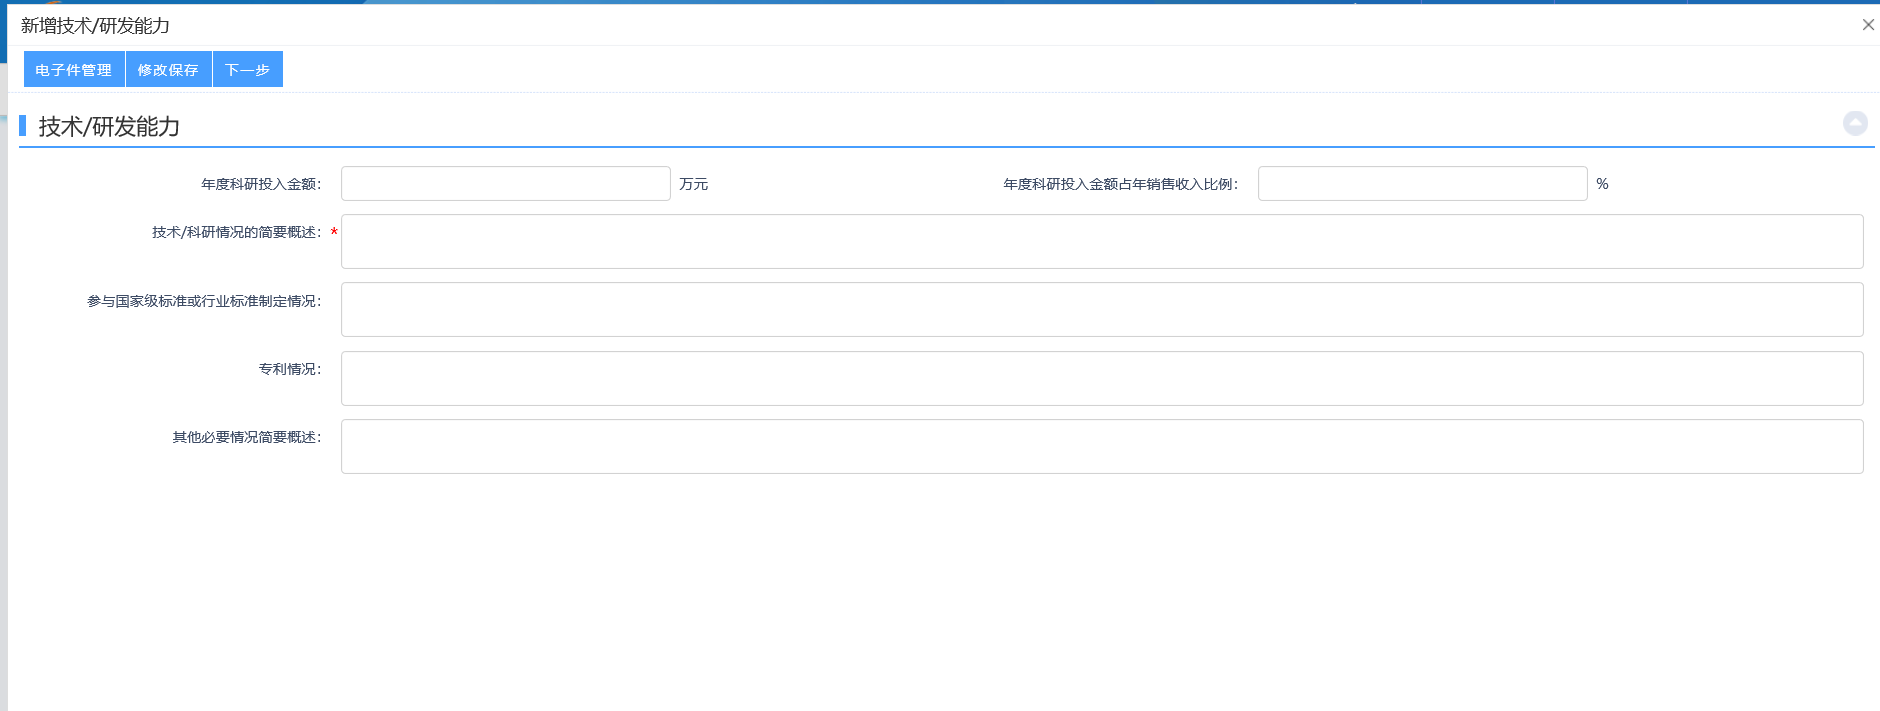 新增技术/研发能力
电子件管理 修改保存 下一步
技术/研发能力
年度科研投入金额： 万元 年度科研投入金额占年销售收入比例： %
技术/科研情况的简要概述：*
参与国家级标准或行业标准制定情况：
专利情况：
其他必要情况简要概述：